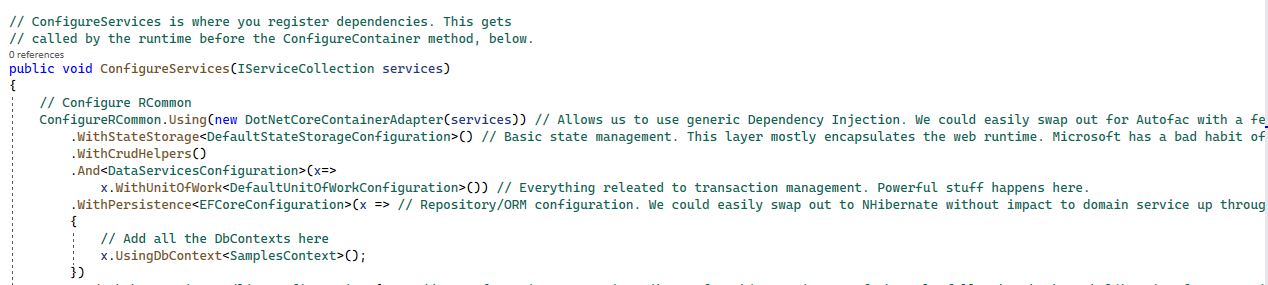 // ConfigureServices is where you register dependencies. This gets
// called by the runtime before the ConfigureContainer method, below.
0 references
public void ConfigureServices(IServiceCollection services)
{
// Configure RCommon
ConfigureRCommon.Using(new DotNetCoreContainerAdapter(services)) // Allows us to use generic Dependency Injection. We could easily swap out for Autofac with a fe
.WithStateStorage<DefaultStateStorageConfiguration>() // Basic state management. This layer mostly encapsulates the web runtime. Microsoft has a bad habit of
.WithCrudHelpers()
.And<DataServicesConfiguration>(x=>
x.WithUnitOfWork<DefaultUnitOfWorkConfiguration>()) // Everything releated to transaction management. Powerful stuff happens here.
.WithPersistence<EFCoreConfiguration>(x => // Repository/ORM configuration. We could easily swap out to NHibernate without impact to domain service up throug
{
// Add all the DbContexts here
x.UsingDbContext<SamplesContext>();
})